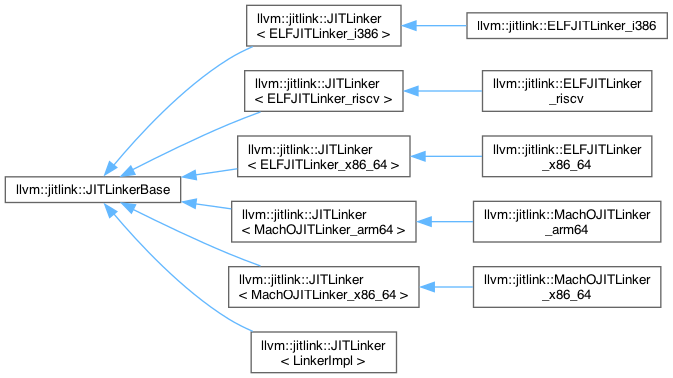 llvm::jitlink::JITLinker
< ELFJITLinker_i386 >
llvm::jitlink::ELFJITLinker_i386
llvm::jitlink::JITLinker
< ELFJITLinker_riscv >
llvm::jitlink::ELFJITLinker
_riscv
llvm::jitlink::JITLinker
< ELFJITLinker_x86_64 >
llvm::jitlink::ELFJITLinker
_x86_64
llvm::jitlink::JITLinkerBase
llvm::jitlink::JITLinker
< MachOJITLinker_arm64 >
llvm::jitlink::MachOJITLinker
_arm64
llvm::jitlink::JITLinker
< MachOJITLinker_x86_64 >
llvm::jitlink::MachOJITLinker
_x86_64
llvm::jitlink::JITLinker
< LinkerImpl >